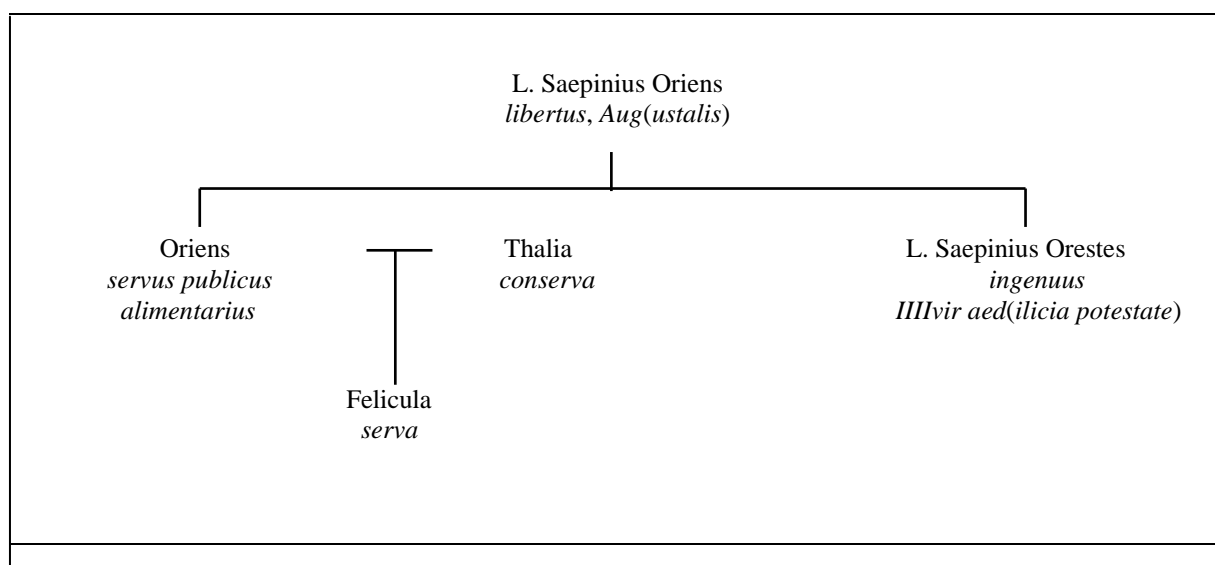 L. Saepinius Oriens
libertus, Aug(ustalis)
Oriens
servus publicus
alimentarius
Thalia
conserva
L. Saepinius Orestes
ingenuus
IIIIvir aed(ilicia potestate)
Felicula
serva